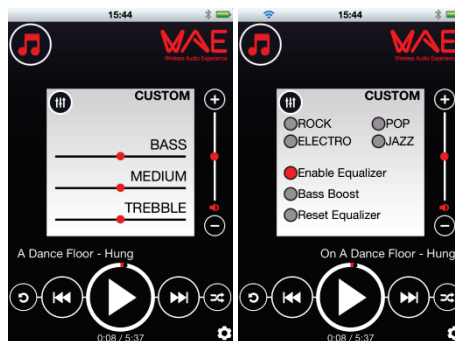 15:44
WAE
Wireless Audio Experience
CUSTOM
BASS
MEDIUM
TREBBLE
A Dance Floor - Hung
0:08 / 5:37
15:44
WAE
Wireless Audio Experience
CUSTOM
ROCK POP
ELECTRO JAZZ
Enable Equalizer
Bass Boost
Reset Equalizer
On A Dance Floor - Hung
0:08 / 5:37